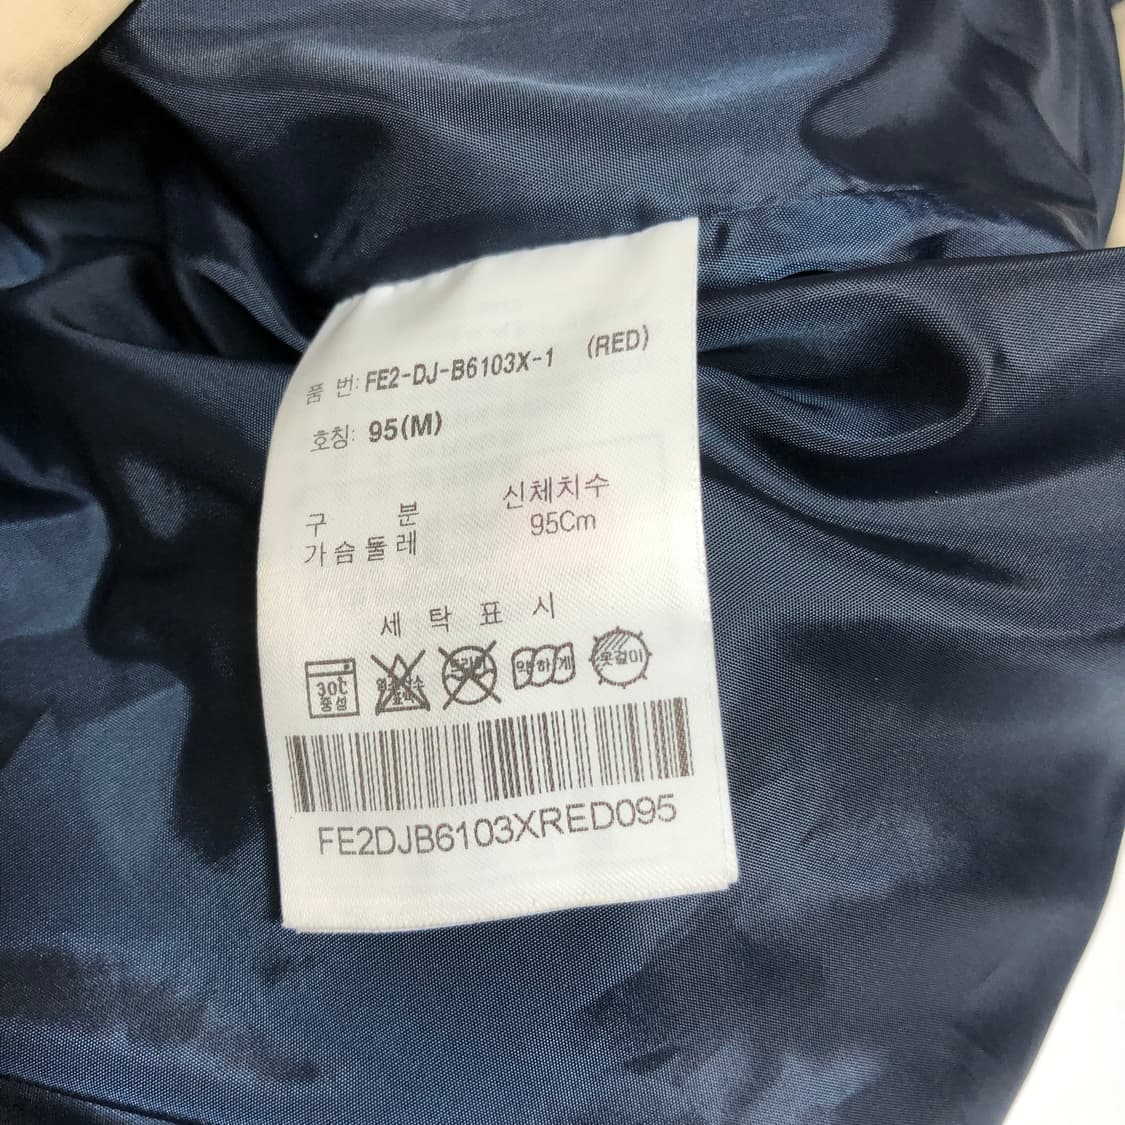 품 번: FE2-DJ-B6103X-1 (RED)
호칭: 95(M)
구 분 신체치수
가슴둘레 95Cm
세 탁 표 시
30℃ 중성
약하게
옷걸이
FE2DJB6103XRED095